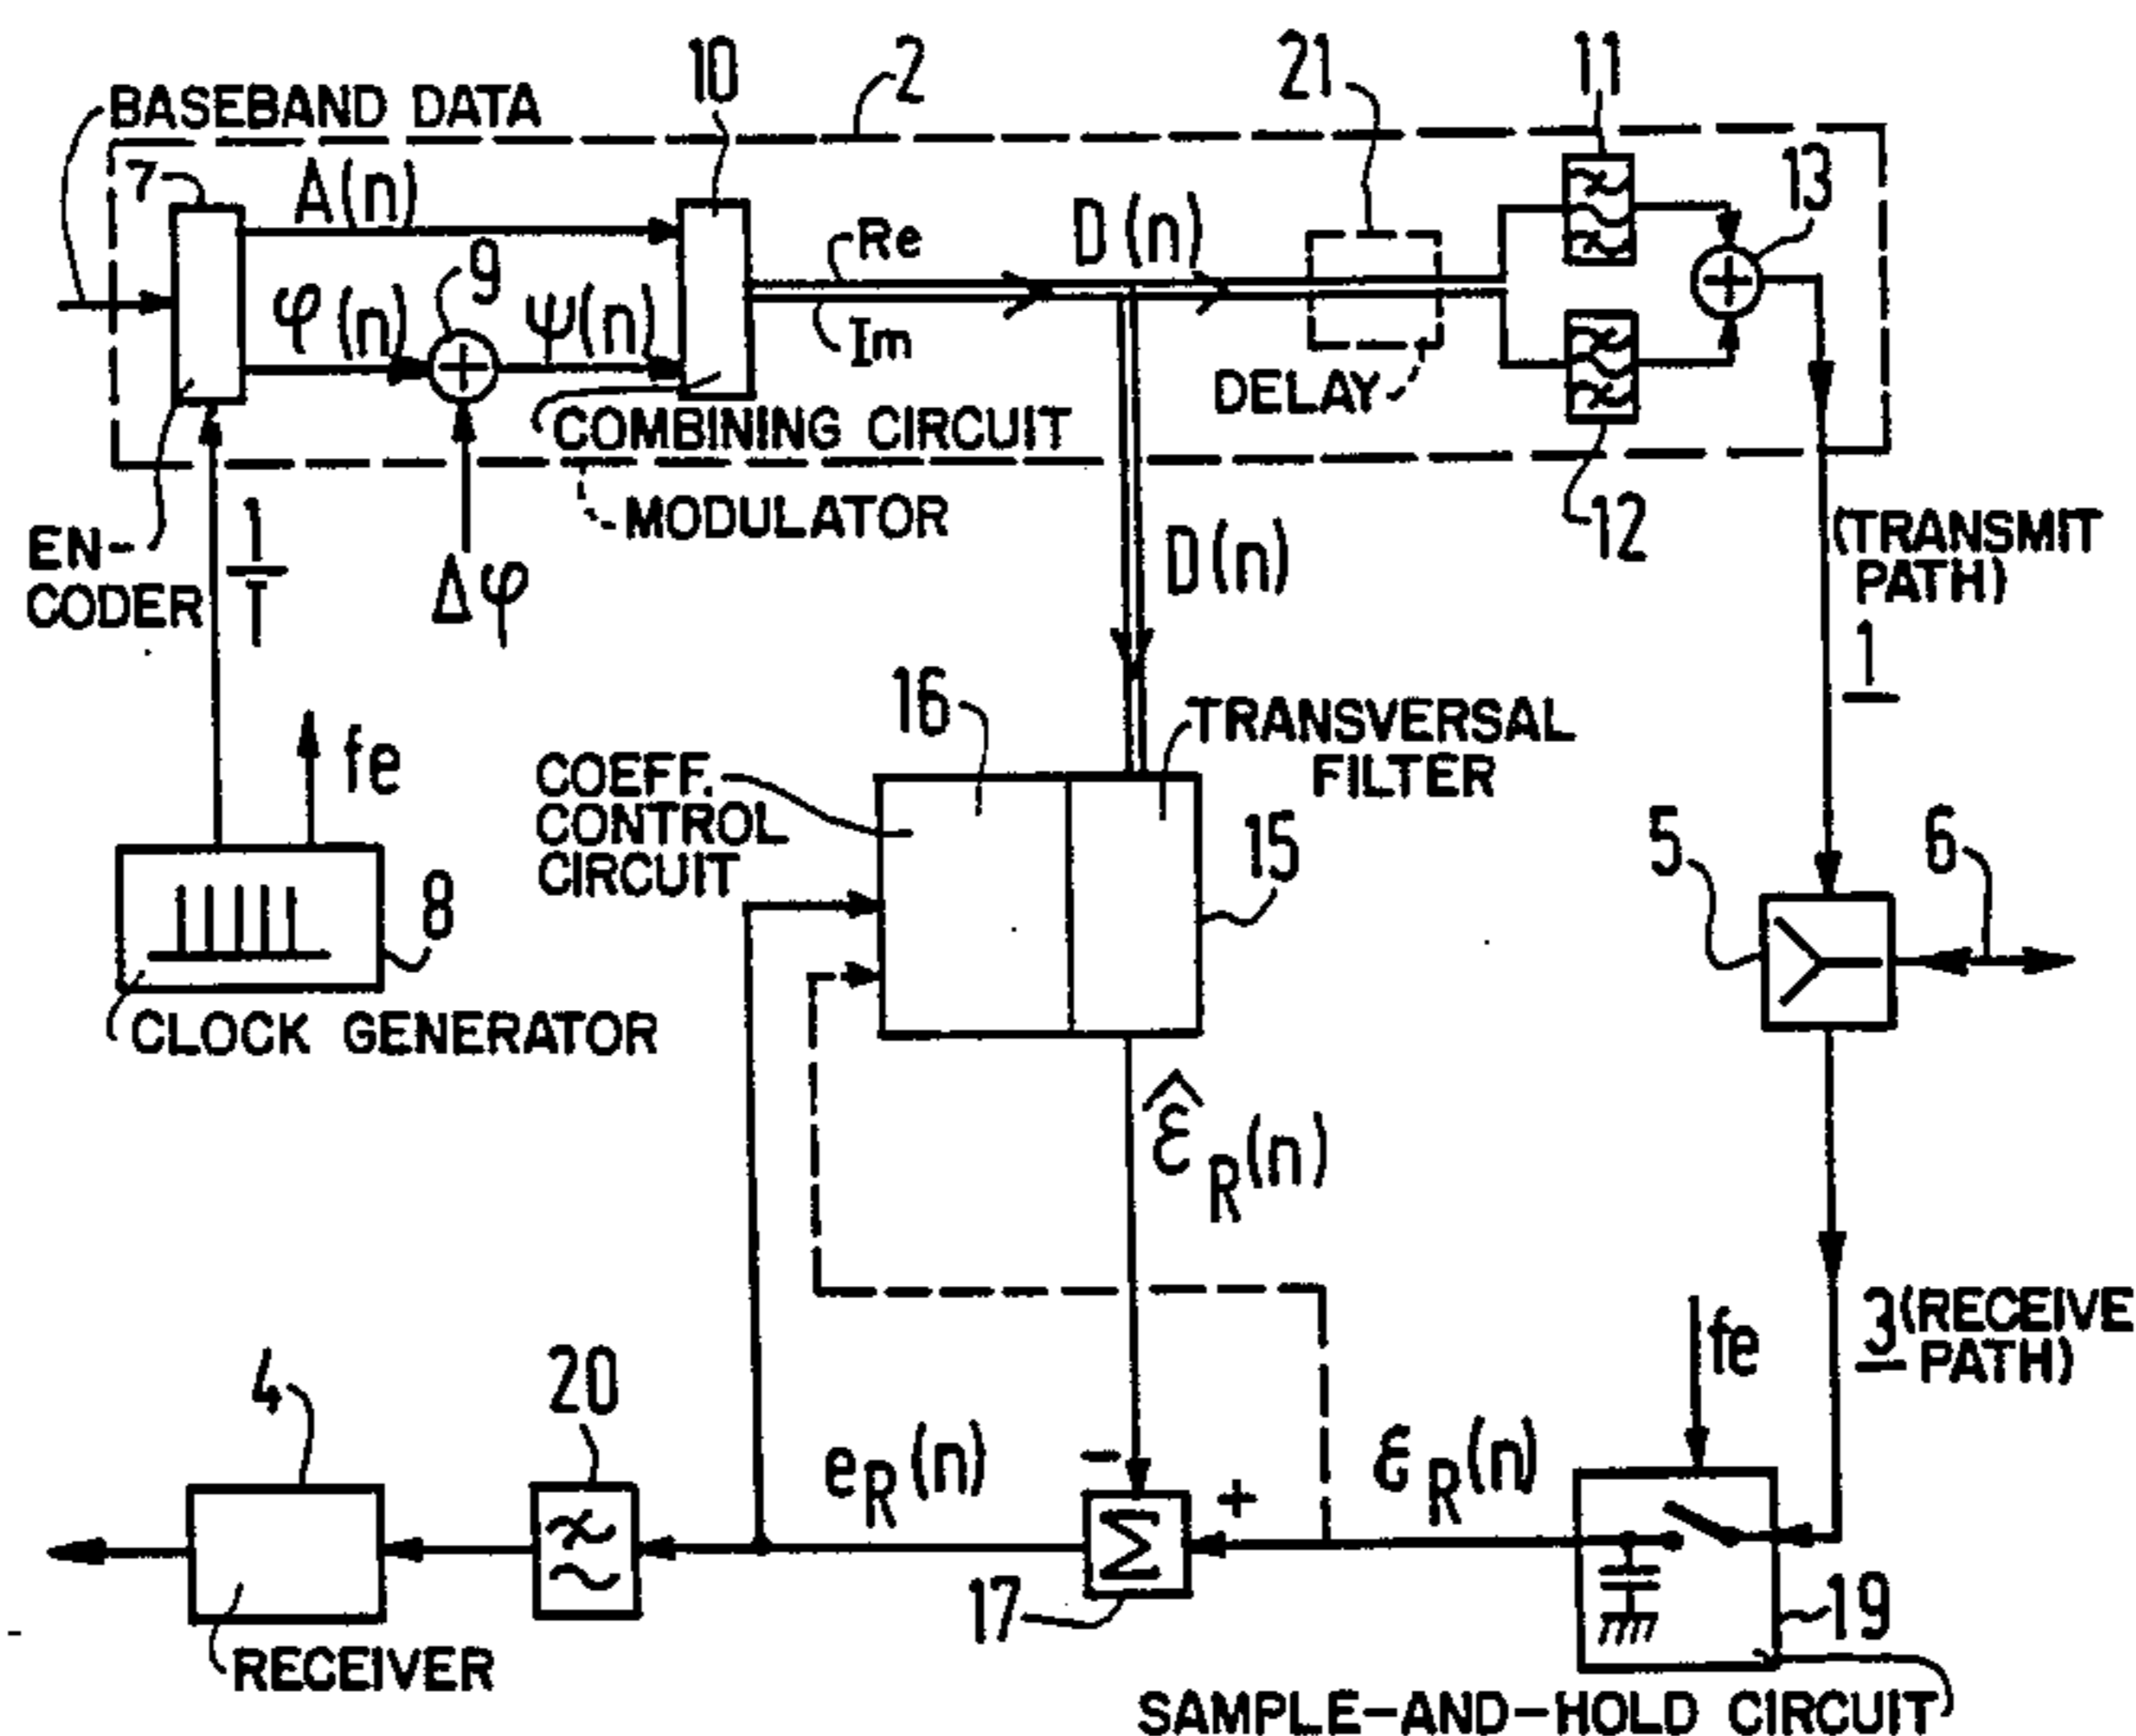 10
2
21
11
BASEBAND DATA
7
A(n)
13
Re
D(n)
9
φ(n)
ψ(n)
Im
DELAY
COMBINING CIRCUIT
MODULATOR
12
EN-
CODER
1
T
Δφ
D(n)
(TRANSMIT
PATH)
1
16
TRANSVERSAL
FILTER
fe
COEFF.
CONTROL
CIRCUIT
15
5
6
8
CLOCK GENERATOR
ε̂R(n)
3 (RECEIVE
PATH)
fe
4
20
eR(n)
-
+
εR(n)
Σ
17
19
RECEIVER
SAMPLE-AND-HOLD CIRCUIT